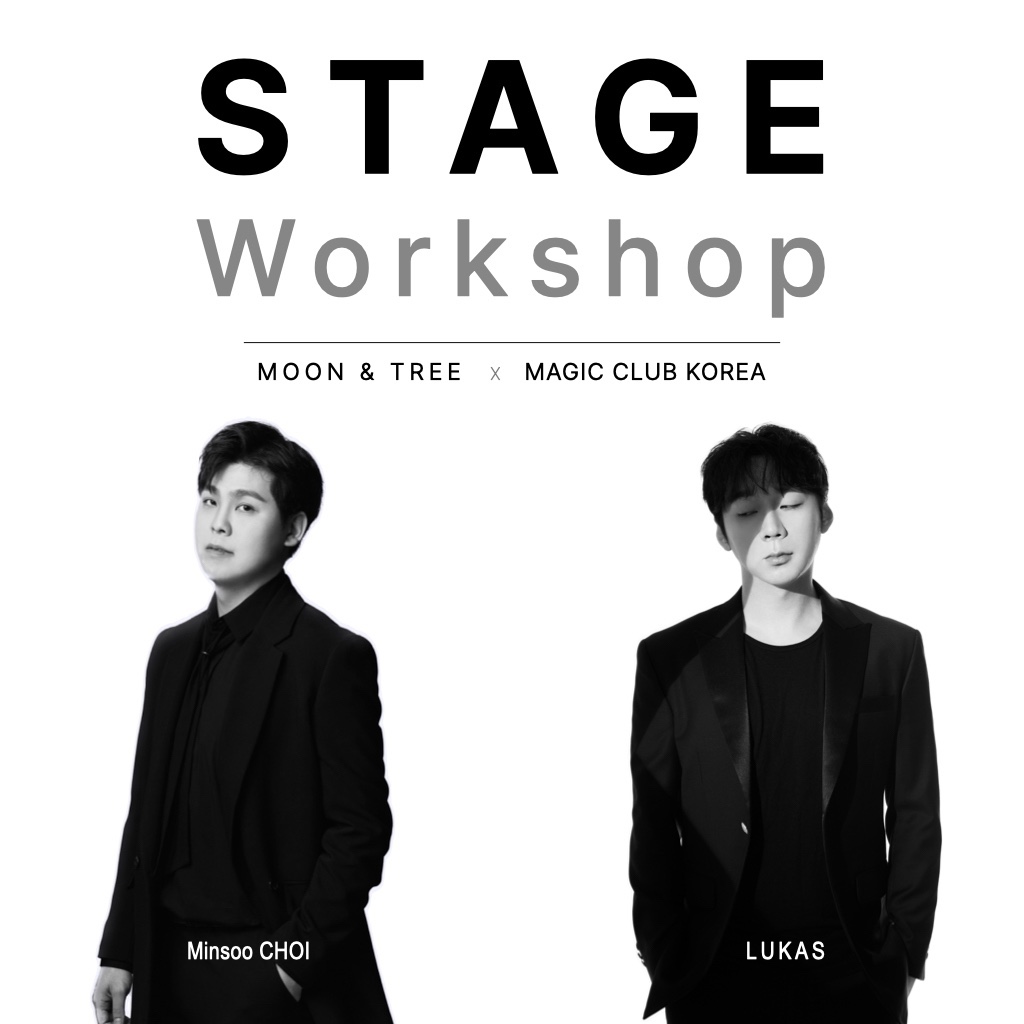 STAGE
Workshop
MOON & TREE x MAGIC CLUB KOREA
Minsoo CHOI
LUKAS